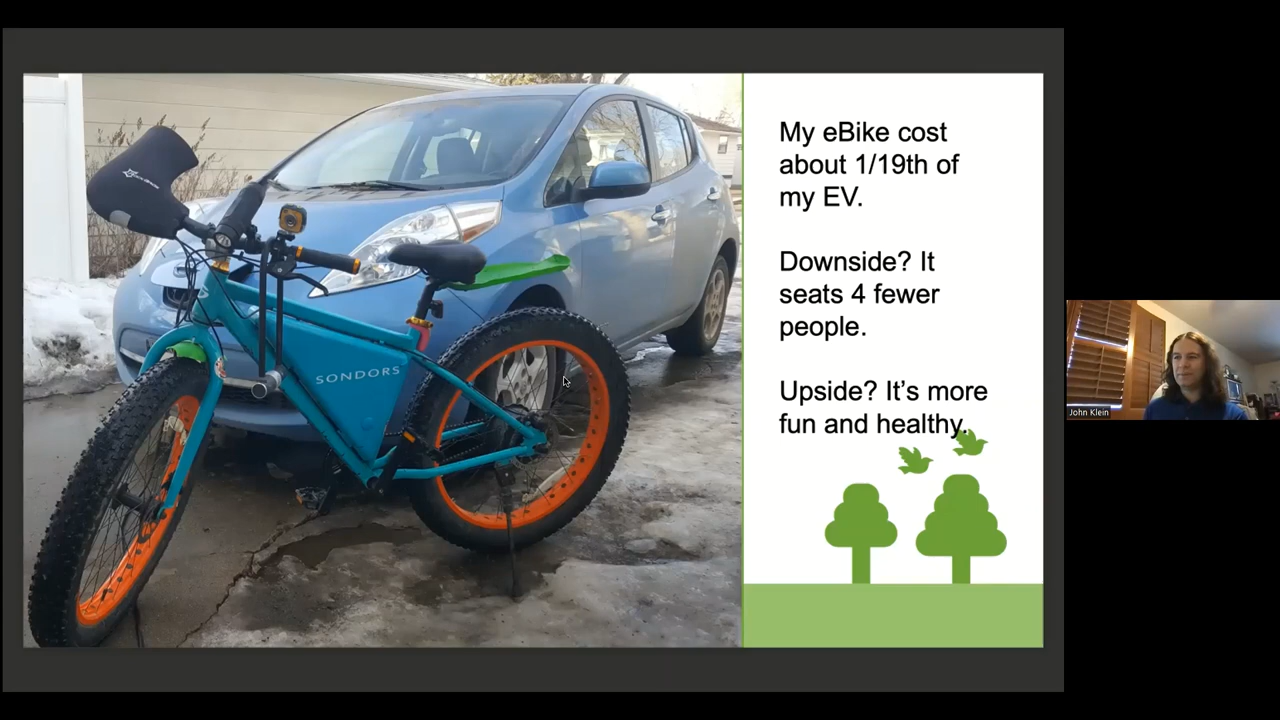 My eBike cost
about 1/19th of
my EV.
Downside? It
seats 4 fewer
people.
Upside? It’s more
fun and healthy.
SONDORS
John Klein